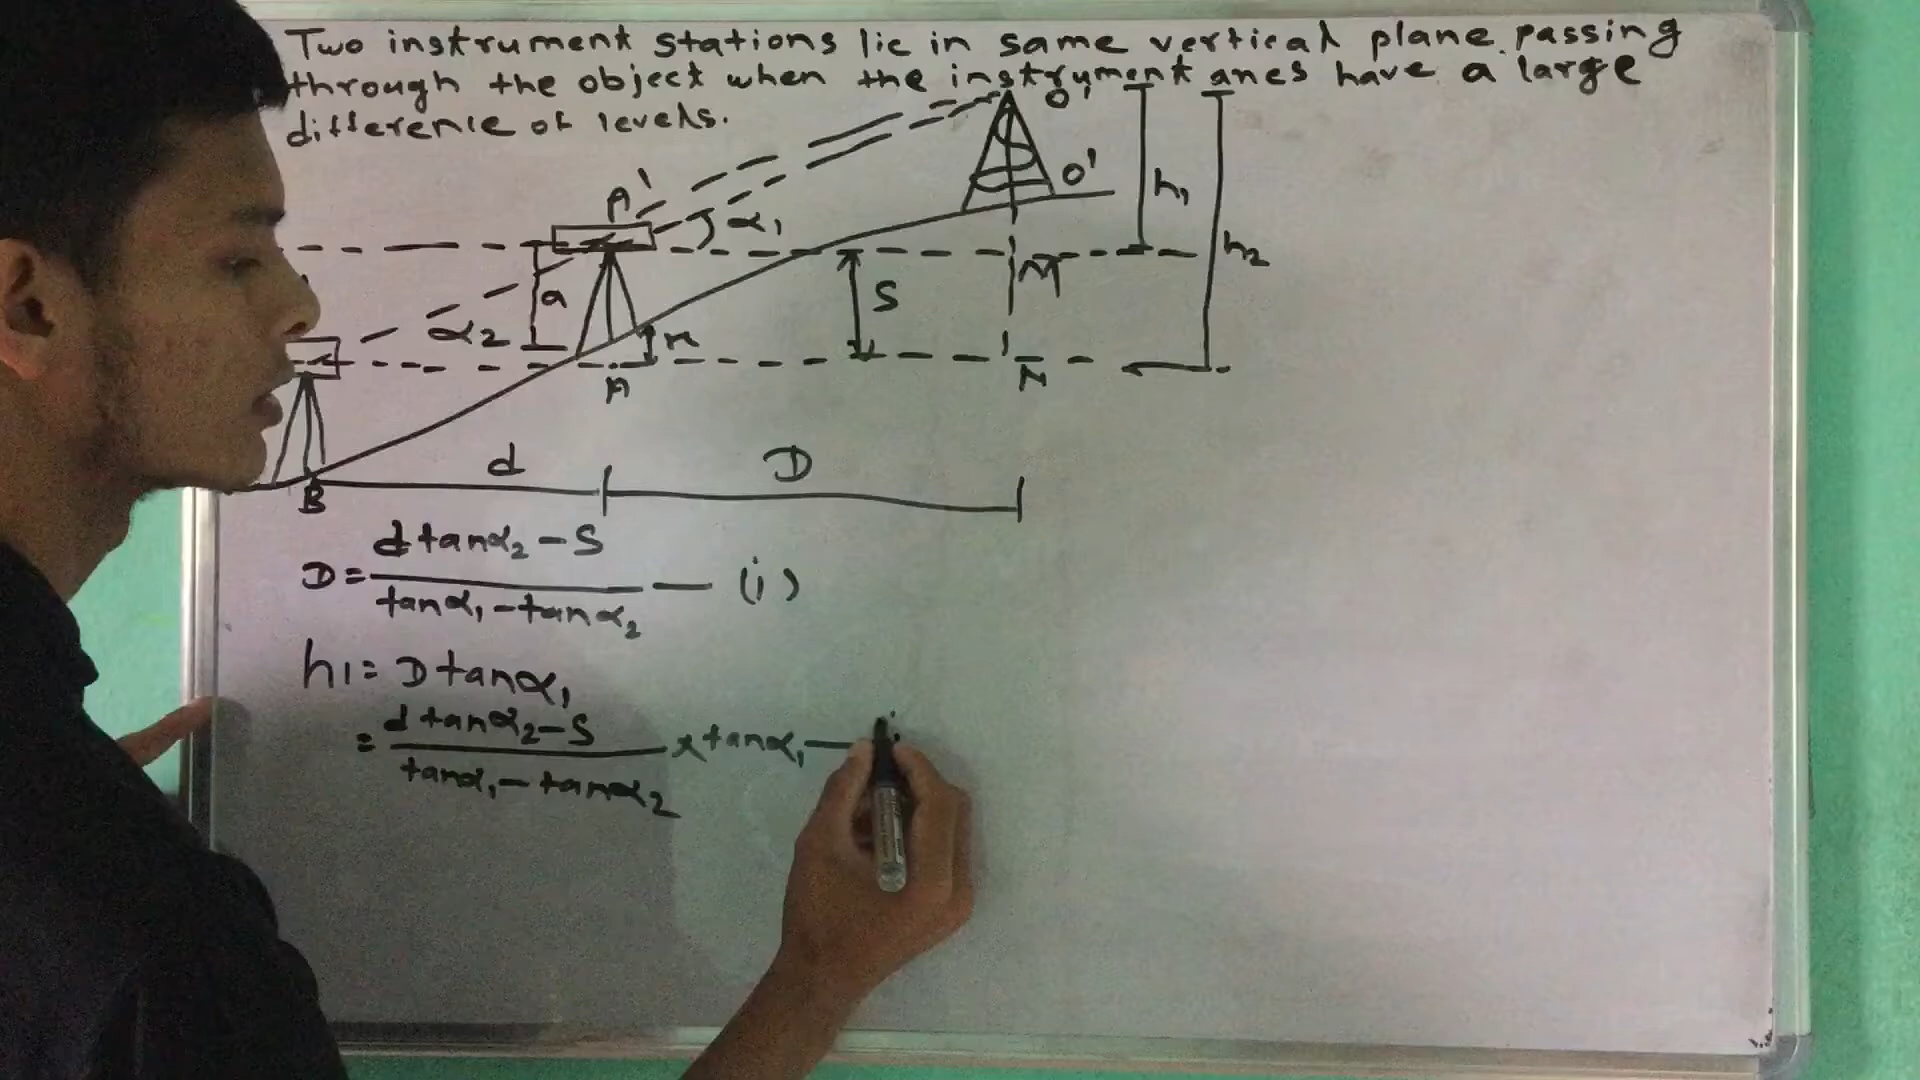 Two instrument stations lie in same vertical plane passing
through the object when the instrument anes have a large
difference of levels.
O'
A'
O'
α1
h1
h2
a
S
M
α2
r
A
N
d
D
B
D = (d tanα2 - S) / (tanα1 - tanα2) — (i)
h1 = D tanα1
= (d tanα2 - S) / (tanα1 - tanα2) x tanα1 —